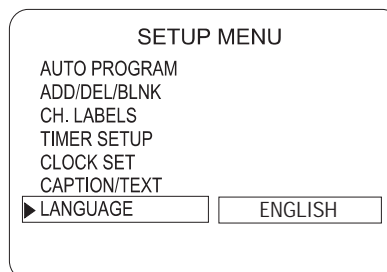 SETUP MENU
AUTO PROGRAM
ADD/DEL/BLNK
CH. LABELS
TIMER SETUP
CLOCK SET
CAPTION/TEXT
LANGUAGE ENGLISH